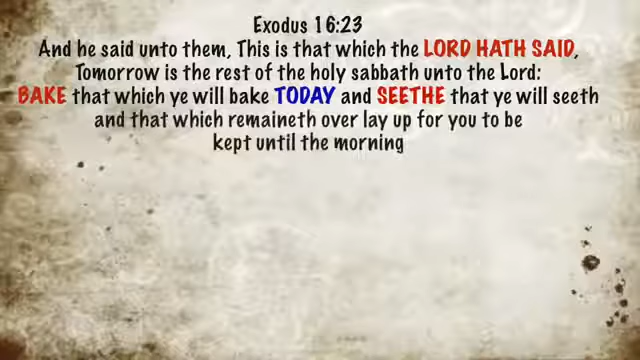 Exodus 16:23
And he said unto them, This is that which the LORD HATH SAID,
Tomorrow is the rest of the holy sabbath unto the Lord:
BAKE that which ye will bake TODAY and SEETHE that ye will seeth
and that which remaineth over lay up for you to be
kept until the morning